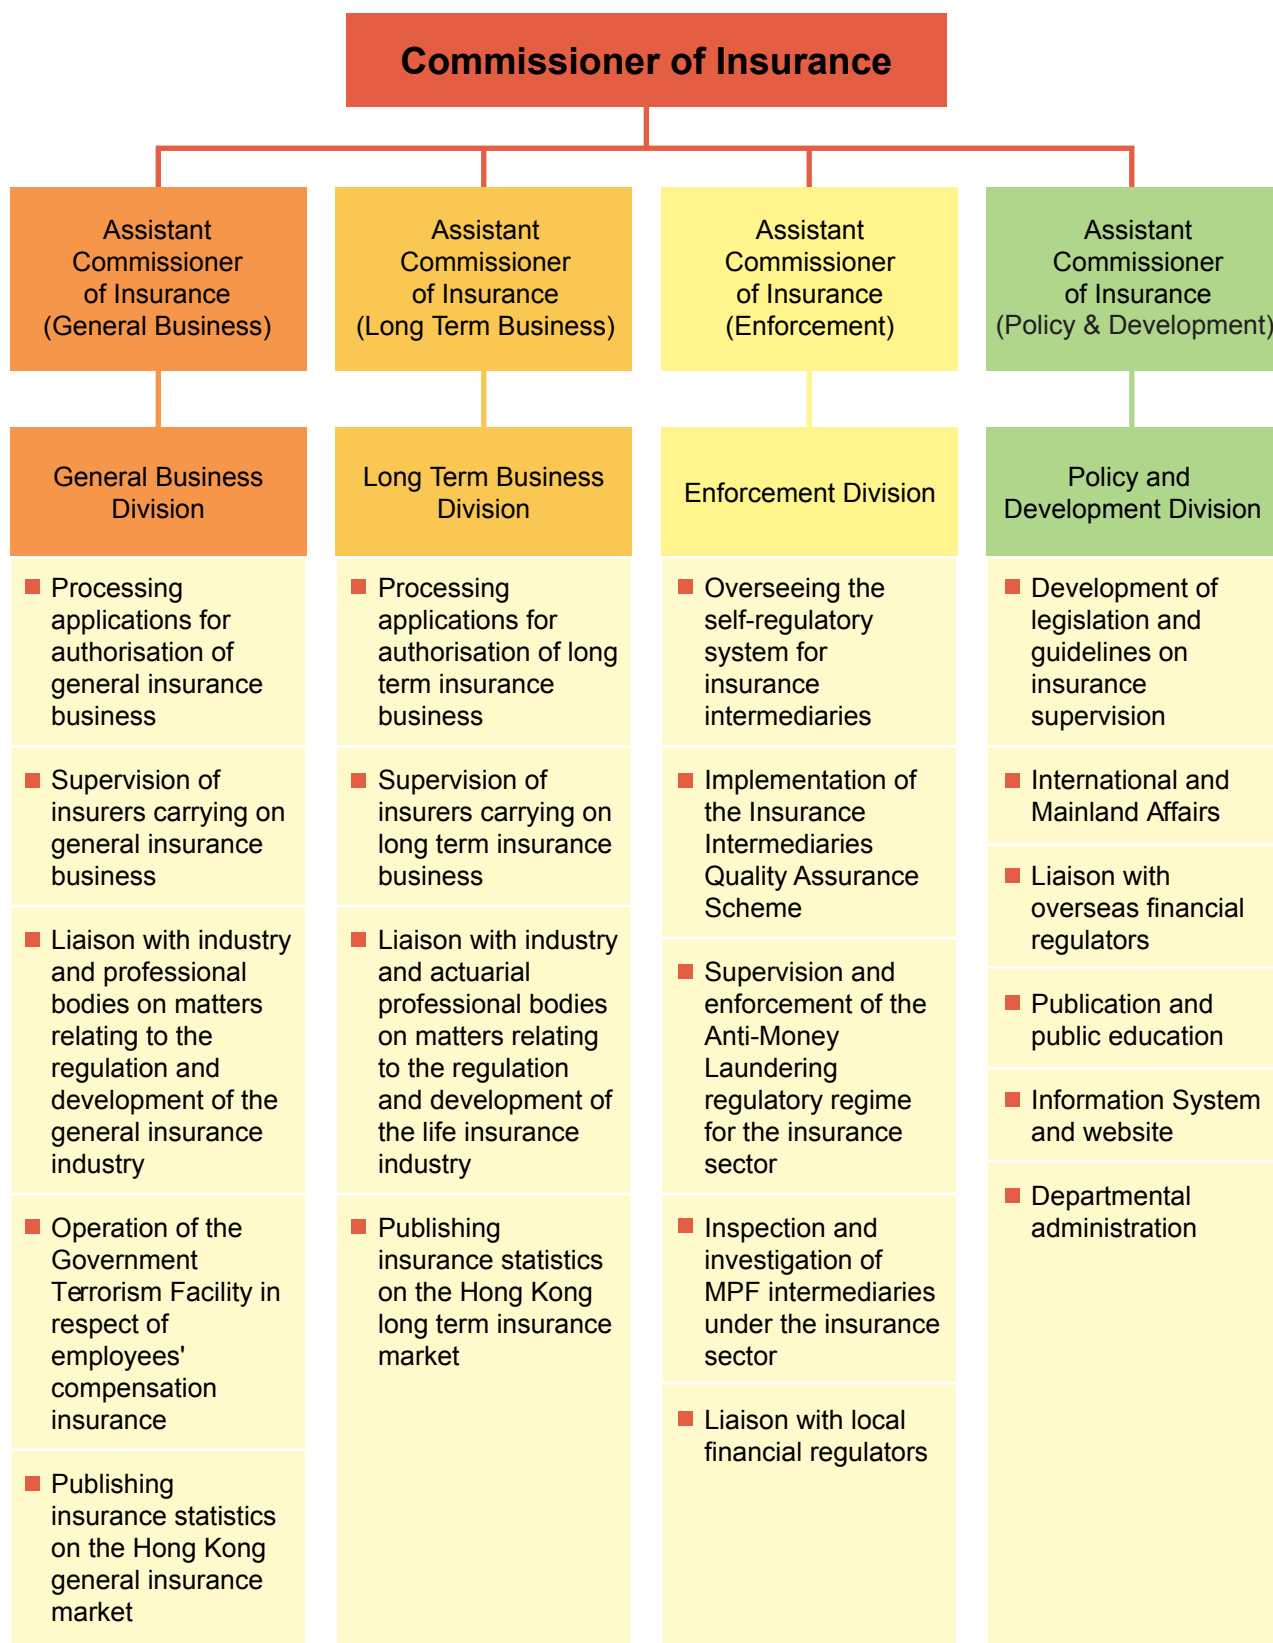 Commissioner of Insurance
Assistant
Commissioner
of Insurance
(General Business)
Assistant
Commissioner
of Insurance
(Long Term Business)
Assistant
Commissioner
of Insurance
(Enforcement)
Assistant
Commissioner
of Insurance
(Policy & Development)
General Business
Division
Long Term Business
Division
Enforcement Division
Policy and
Development Division
Processing
applications for
authorisation of
general insurance
business
Supervision of
insurers carrying on
general insurance
business
Liaison with industry
and professional
bodies on matters
relating to the
regulation and
development of the
general insurance
industry
Operation of the
Government
Terrorism Facility in
respect of
employees'
compensation
insurance
Publishing
insurance statistics
on the Hong Kong
general insurance
market
Processing
applications for
authorisation of long
term insurance
business
Supervision of
insurers carrying on
long term insurance
business
Liaison with industry
and actuarial
professional bodies
on matters relating
to the regulation
and development of
the life insurance
industry
Publishing
insurance statistics
on the Hong Kong
long term insurance
market
Overseeing the
self-regulatory
system for
insurance
intermediaries
Implementation of
the Insurance
Intermediaries
Quality Assurance
Scheme
Supervision and
enforcement of the
Anti-Money
Laundering
regulatory regime
for the insurance
sector
Inspection and
investigation of
MPF intermediaries
under the insurance
sector
Liaison with local
financial regulators
Development of
legislation and
guidelines on
insurance
supervision
International and
Mainland Affairs
Liaison with
overseas financial
regulators
Publication and
public education
Information System
and website
Departmental
administration